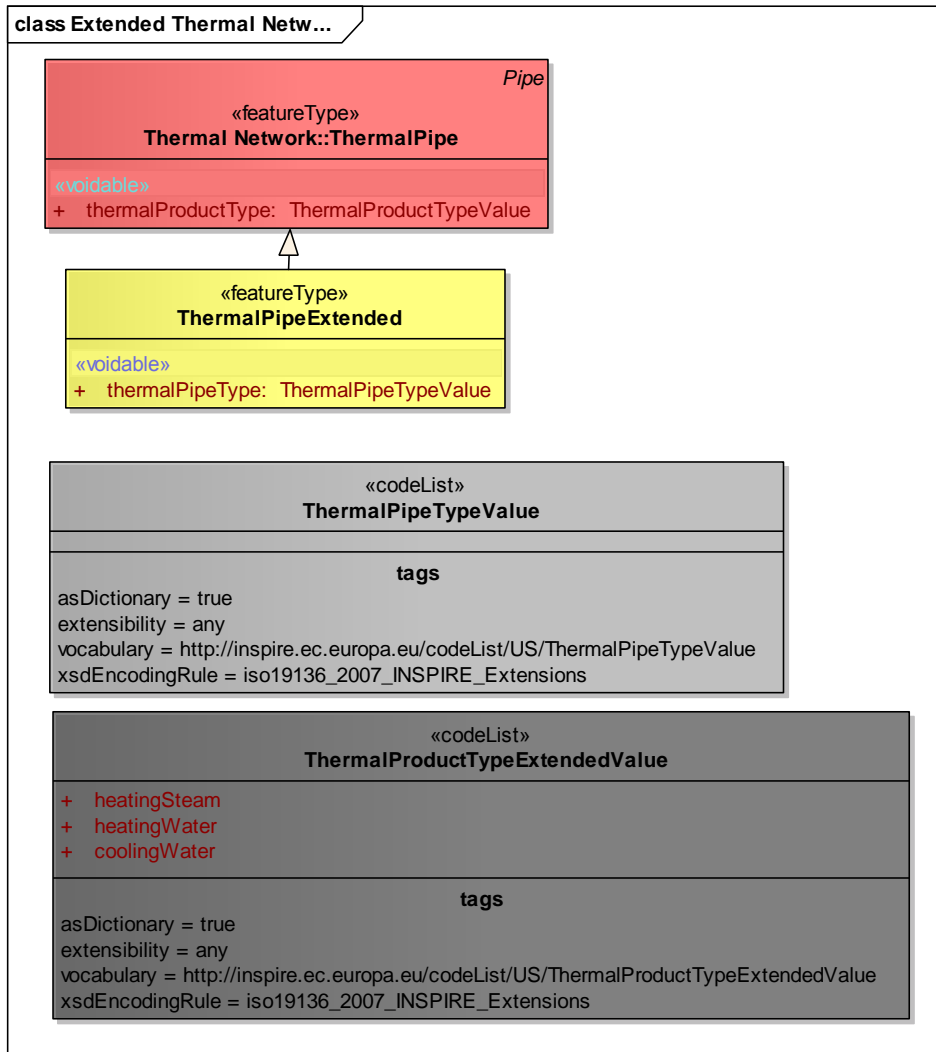 class Extended Thermal Netw...
Pipe
«featureType»
Thermal Network::ThermalPipe
«voidable»
+ thermalProductType: ThermalProductTypeValue
«featureType»
ThermalPipeExtended
«voidable»
+ thermalPipeType: ThermalPipeTypeValue
«codeList»
ThermalPipeTypeValue
tags
asDictionary = true
extensibility = any
vocabulary = http://inspire.ec.europa.eu/codeList/US/ThermalPipeTypeValue
xsdEncodingRule = iso19136_2007_INSPIRE_Extensions
«codeList»
ThermalProductTypeExtendedValue
+ heatingSteam
+ heatingWater
+ coolingWater
tags
asDictionary = true
extensibility = any
vocabulary = http://inspire.ec.europa.eu/codeList/US/ThermalProductTypeExtendedValue
xsdEncodingRule = iso19136_2007_INSPIRE_Extensions